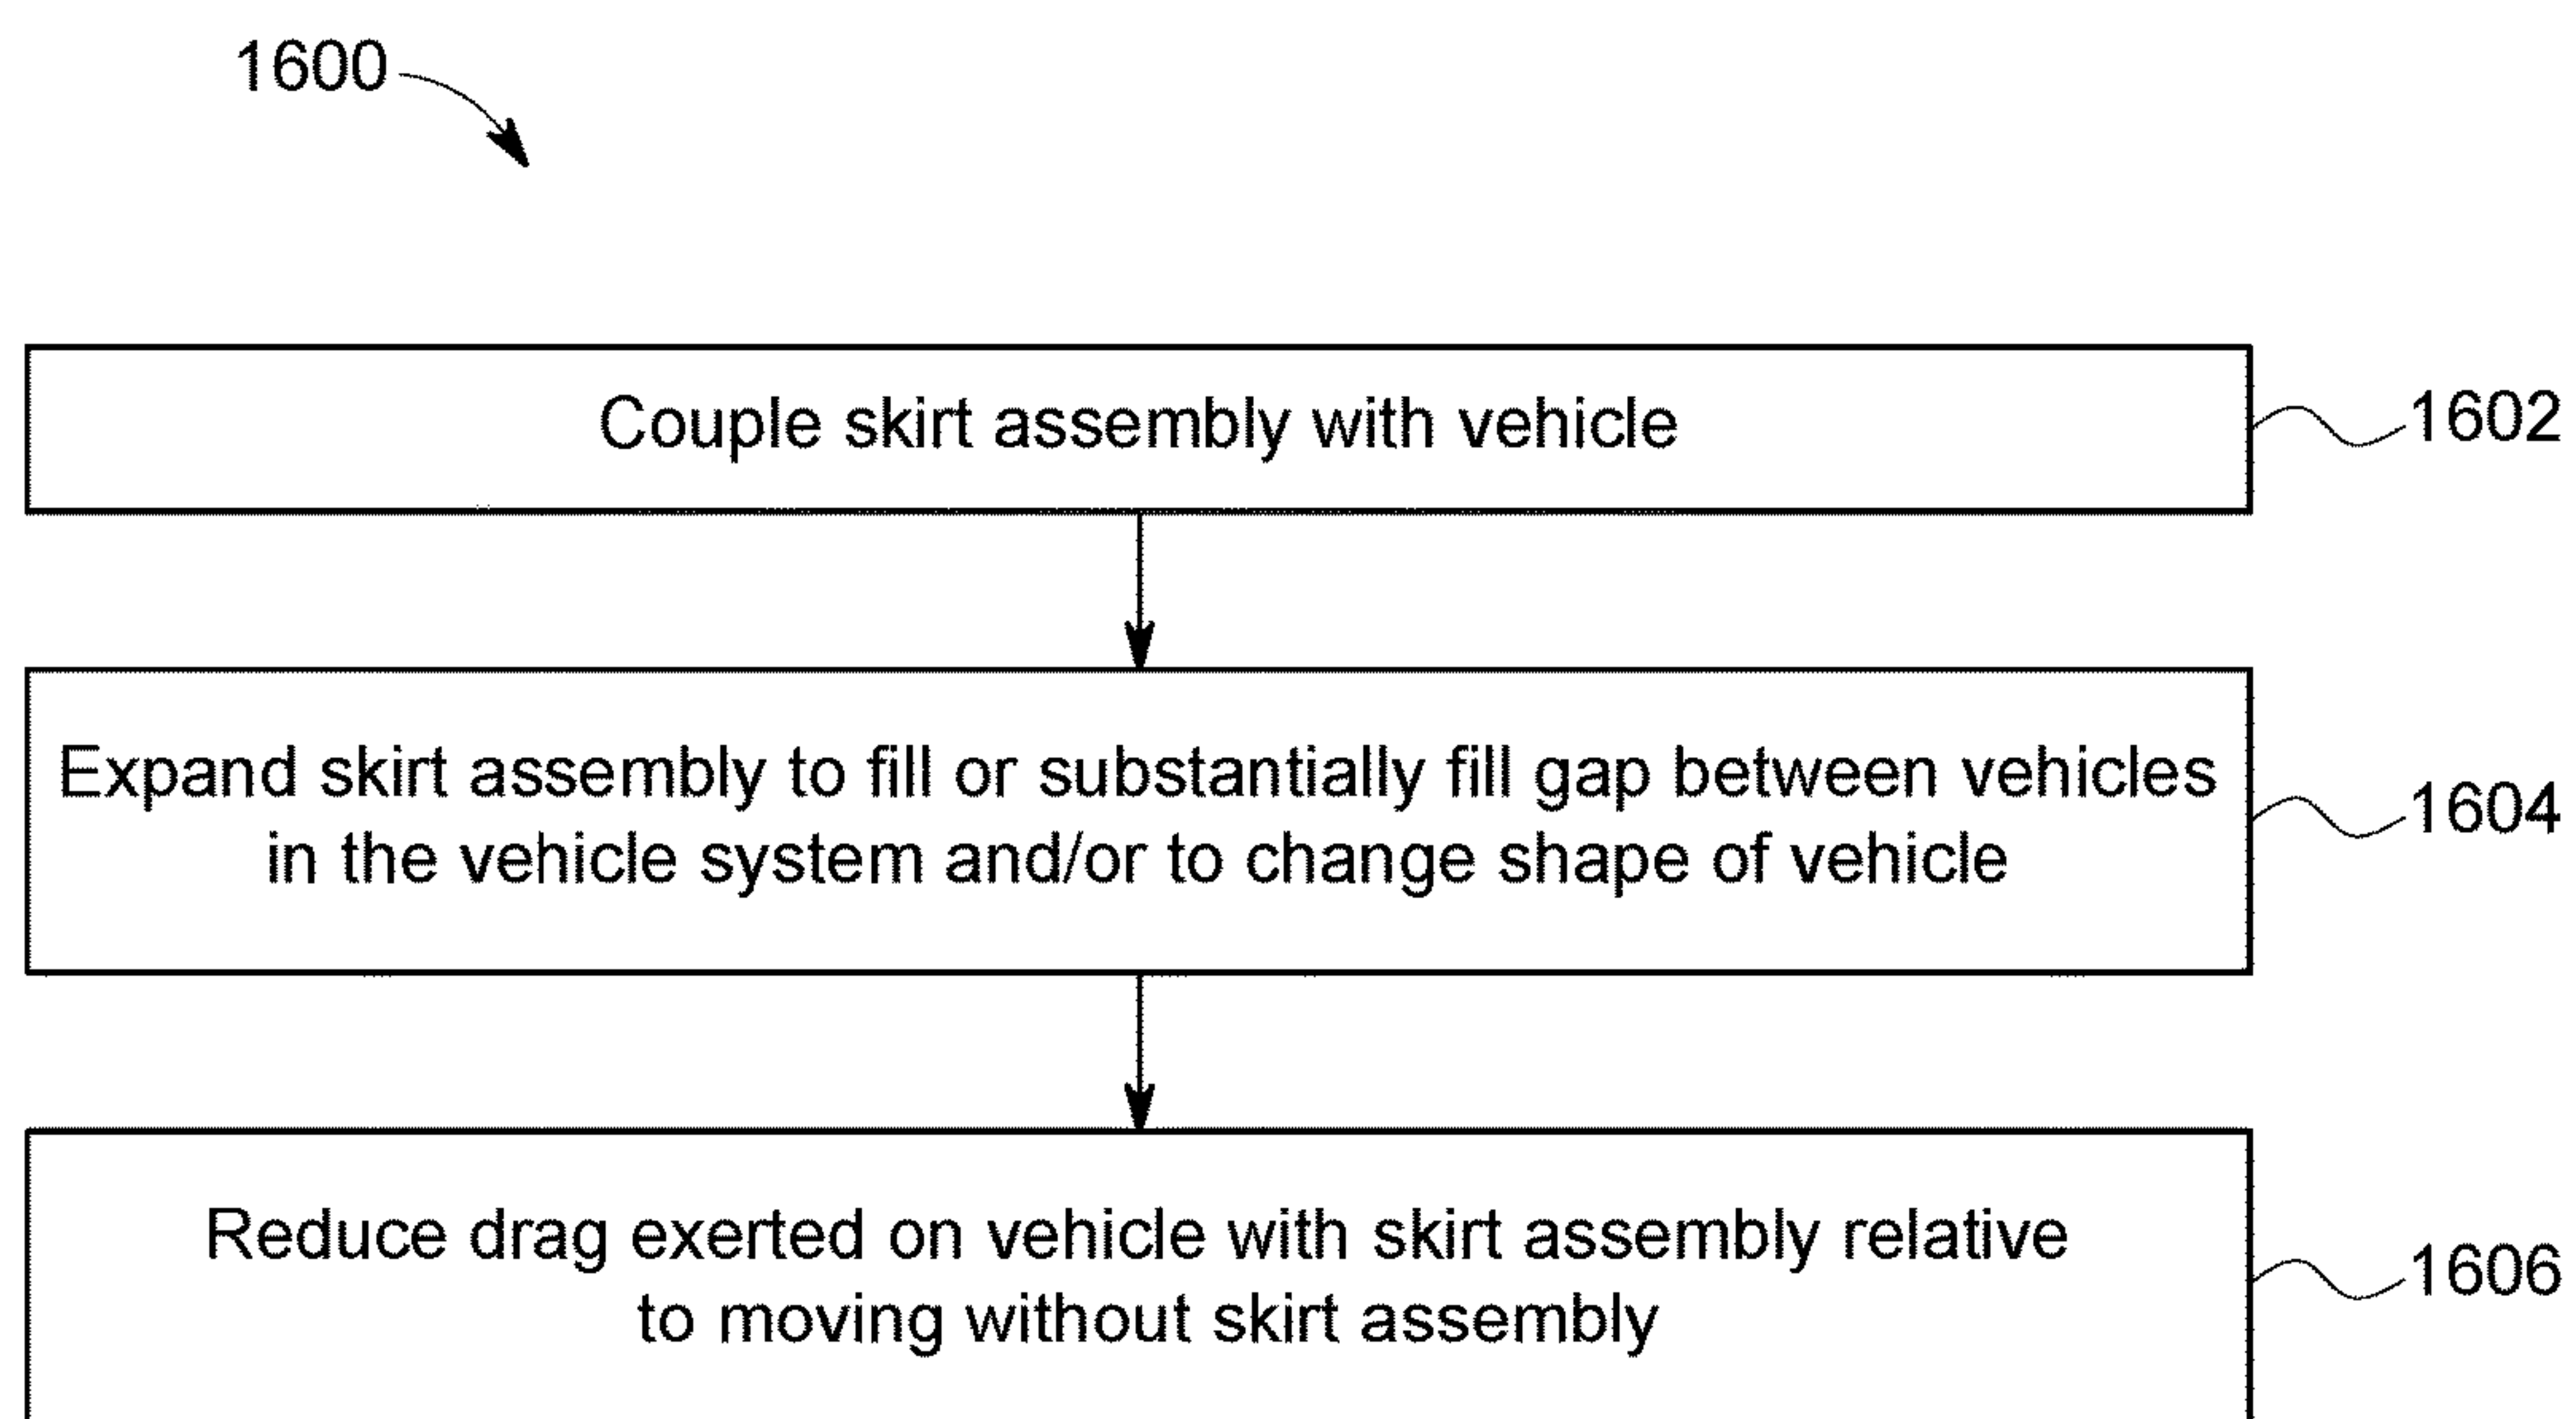 1600
Couple skirt assembly with vehicle
1602
Expand skirt assembly to fill or substantially fill gap between vehicles
in the vehicle system and/or to change shape of vehicle
1604
Reduce drag exerted on vehicle with skirt assembly relative
to moving without skirt assembly
1606